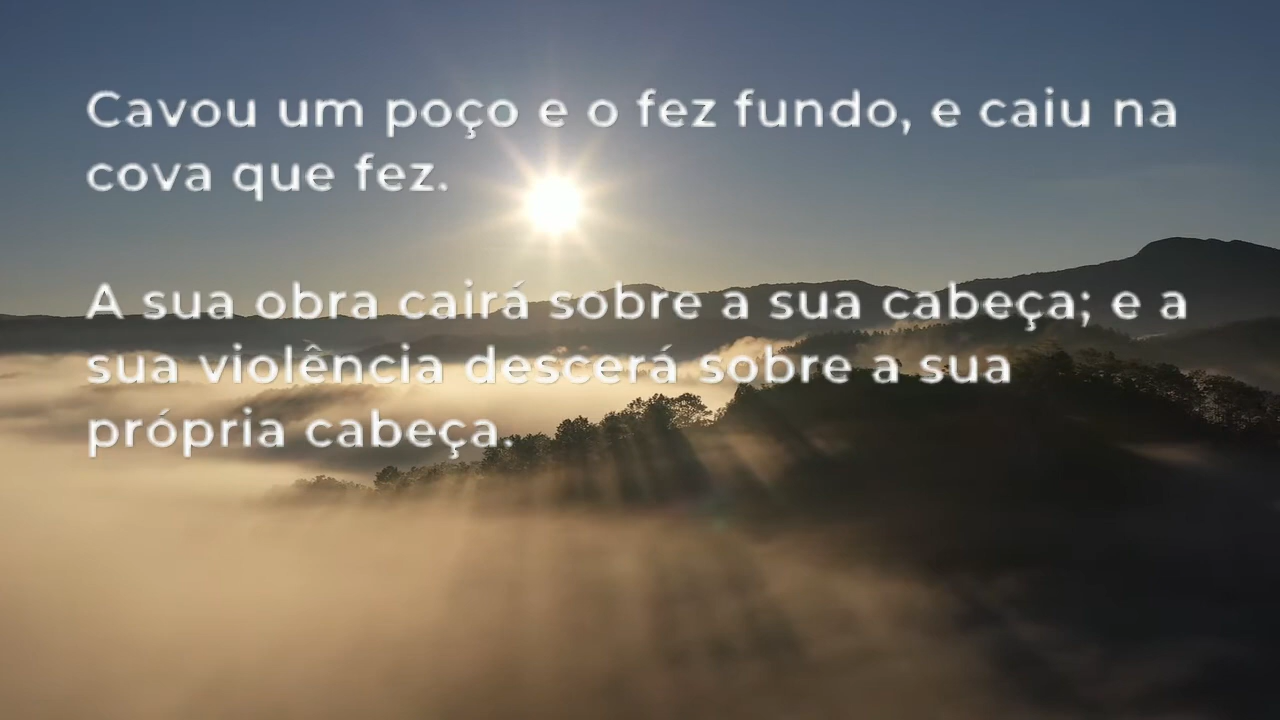 Cavou um poço e o fez fundo, e caiu na
cova que fez.
A sua obra cairá sobre a sua cabeça; e a
sua violência descerá sobre a sua
própria cabeça.